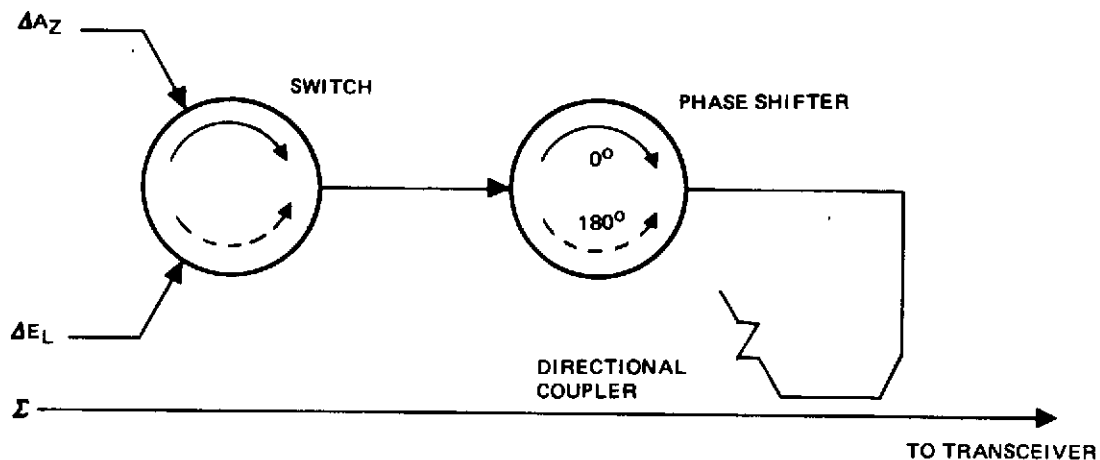 ΔAZ
SWITCH
PHASE SHIFTER
0°
180°
ΔEL
DIRECTIONAL
COUPLER
Σ
TO TRANSCEIVER